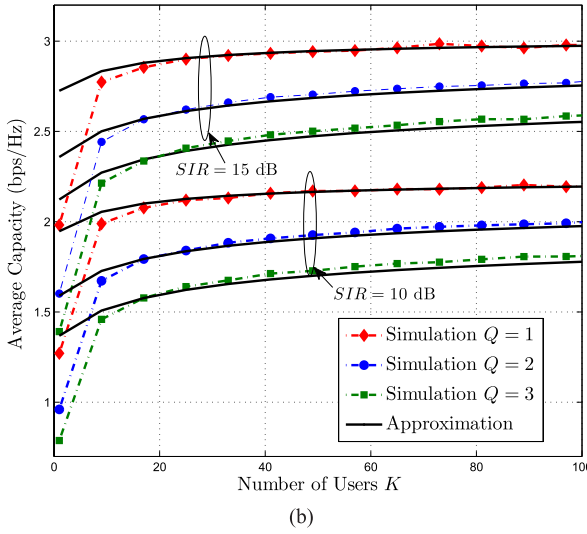 3
2.5
2
1.5
1
0
20
40
60
80
100
Average Capacity (bps/Hz)
Number of Users K
SIR = 15 dB
SIR = 10 dB
Simulation Q = 1
Simulation Q = 2
Simulation Q = 3
Approximation
(b)